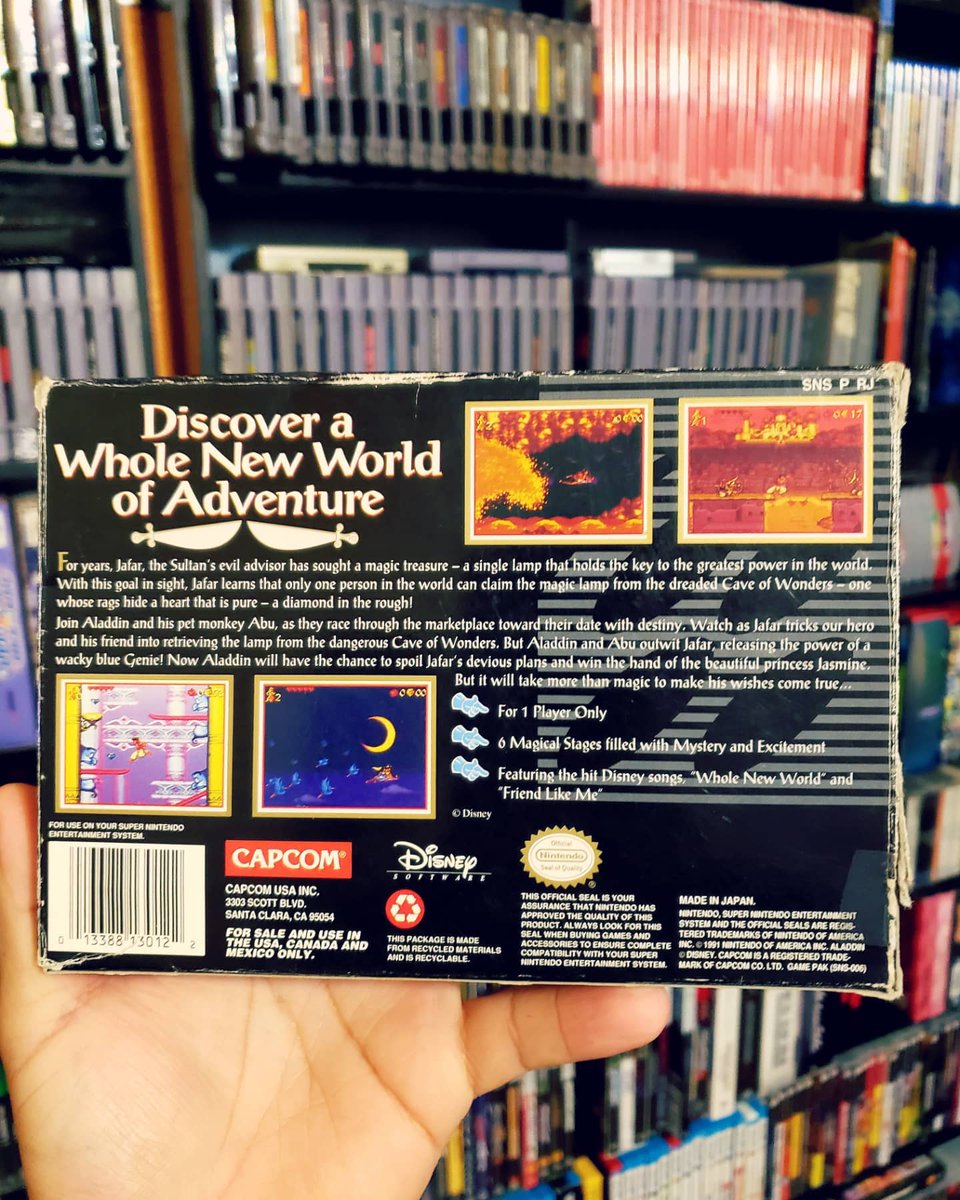 SNS P RJ
Discover a
Whole New World
of Adventure
For years, Jafar, the Sultan's evil advisor has sought a magic treasure – a single lamp that holds the key to the greatest power in the world.
With this goal in sight, Jafar learns that only one person in the world can claim the magic lamp from the dreaded Cave of Wonders – one
whose rags hide a heart that is pure – a diamond in the rough!
Join Aladdin and his pet monkey Abu, as they race through the marketplace toward their date with destiny. Watch as Jafar tricks our hero
and his friend into retrieving the lamp from the dangerous Cave of Wonders. But Aladdin and Abu outwit Jafar, releasing the power of a
wacky blue Genie! Now Aladdin will have the chance to spoil Jafar's devious plans and win the hand of the beautiful princess Jasmine.
But it will take more than magic to make his wishes come true...
For 1 Player Only
6 Magical Stages filled with Mystery and Excitement
Featuring the hit Disney songs, "Whole New World" and
"Friend Like Me"
© Disney
FOR USE ON YOUR SUPER NINTENDO
ENTERTAINMENT SYSTEM.
0 13388 13012 2
CAPCOM®
CAPCOM USA INC.
3303 SCOTT BLVD.
SANTA CLARA, CA 95054
FOR SALE AND USE IN
THE USA, CANADA AND
MEXICO ONLY.
Disney
SOFTWARE
THIS PACKAGE IS MADE
FROM RECYCLED MATERIALS
AND IS RECYCLABLE.
Official
Nintendo
Seal of Quality
®
THIS OFFICIAL SEAL IS YOUR
ASSURANCE THAT NINTENDO HAS
APPROVED THE QUALITY OF THIS
PRODUCT. ALWAYS LOOK FOR THIS
SEAL WHEN BUYING GAMES AND
ACCESSORIES TO ENSURE COMPLETE
COMPATIBILITY WITH YOUR SUPER
NINTENDO ENTERTAINMENT SYSTEM.
MADE IN JAPAN.
NINTENDO, SUPER NINTENDO ENTERTAINMENT
SYSTEM AND THE OFFICIAL SEALS ARE REGIS-
TERED TRADEMARKS OF NINTENDO OF AMERICA
INC. © 1991 NINTENDO OF AMERICA INC. ALADDIN
© DISNEY. CAPCOM IS A REGISTERED TRADE-
MARK OF CAPCOM CO. LTD. GAME PAK (SNS-006)